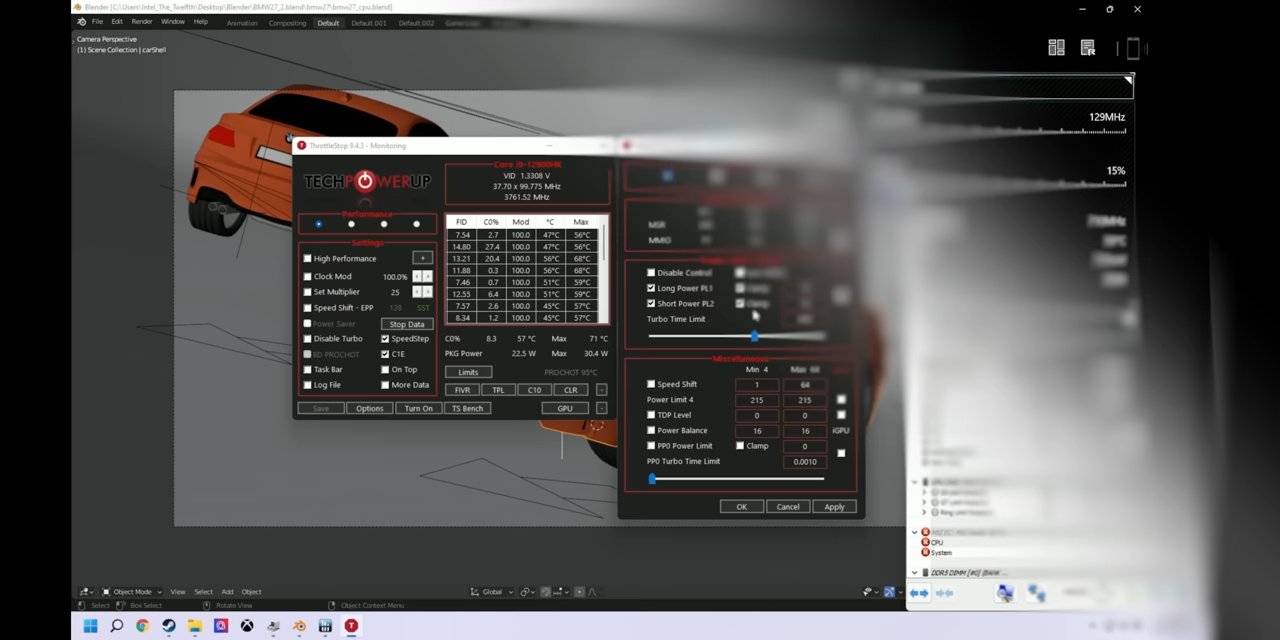 Blender [C:\Users\Intel_The_Twelfth\Desktop\Blender\BMW27_2.blend\bmw27\bmw27_cpu.blend]
File Edit Render Window Help Animation Compositing Default Default.001 Default.002
Camera Perspective
(1) Scene Collection | carShell
129MHz
15%
ThrottleStop 9.4.3 - Monitoring
TECHPOWERUP
Core i9-12900HK
VID 1.3308 V
37.70 x 99.775 MHz
3761.52 MHz
Performance
FID C0% Mod °C Max
7.54 2.7 100.0 47°C 56°C
14.80 27.4 100.0 47°C 56°C
13.21 20.4 100.0 56°C 68°C
11.88 0.3 100.0 56°C 68°C
7.46 0.7 100.0 51°C 59°C
12.55 6.4 100.0 51°C 59°C
7.57 2.6 100.0 45°C 57°C
8.34 1.2 100.0 45°C 57°C
Settings
High Performance +
Clock Mod 100.0%
Set Multiplier 25
Speed Shift - EPP 128 SST
Power Saver Stop Data
Disable Turbo SpeedStep
BD PROCHOT C1E
Task Bar On Top
Log File More Data
C0% 8.3 57 °C Max 71 °C
PKG Power 22.5 W Max 30.4 W
Limits PROCHOT 95°C
FIVR TPL C10 CLR -
Save Options Turn On TS Bench GPU -
MSR
MMIO
Disable Control
Long Power PL1 Clamp
Short Power PL2 Clamp
Turbo Time Limit
Miscellaneous
Min 4 Max 64
Speed Shift 1 64
Power Limit 4 215 215
TDP Level 0 0
Power Balance 16 16 iGPU
PP0 Power Limit Clamp 0
PP0 Turbo Time Limit 0.0010
OK Cancel Apply
CPU
System
DDR5 DIMM [#0] (BANK ...
Object Mode View Select Add Object Global
Select Box Select Rotate View Object Context Menu